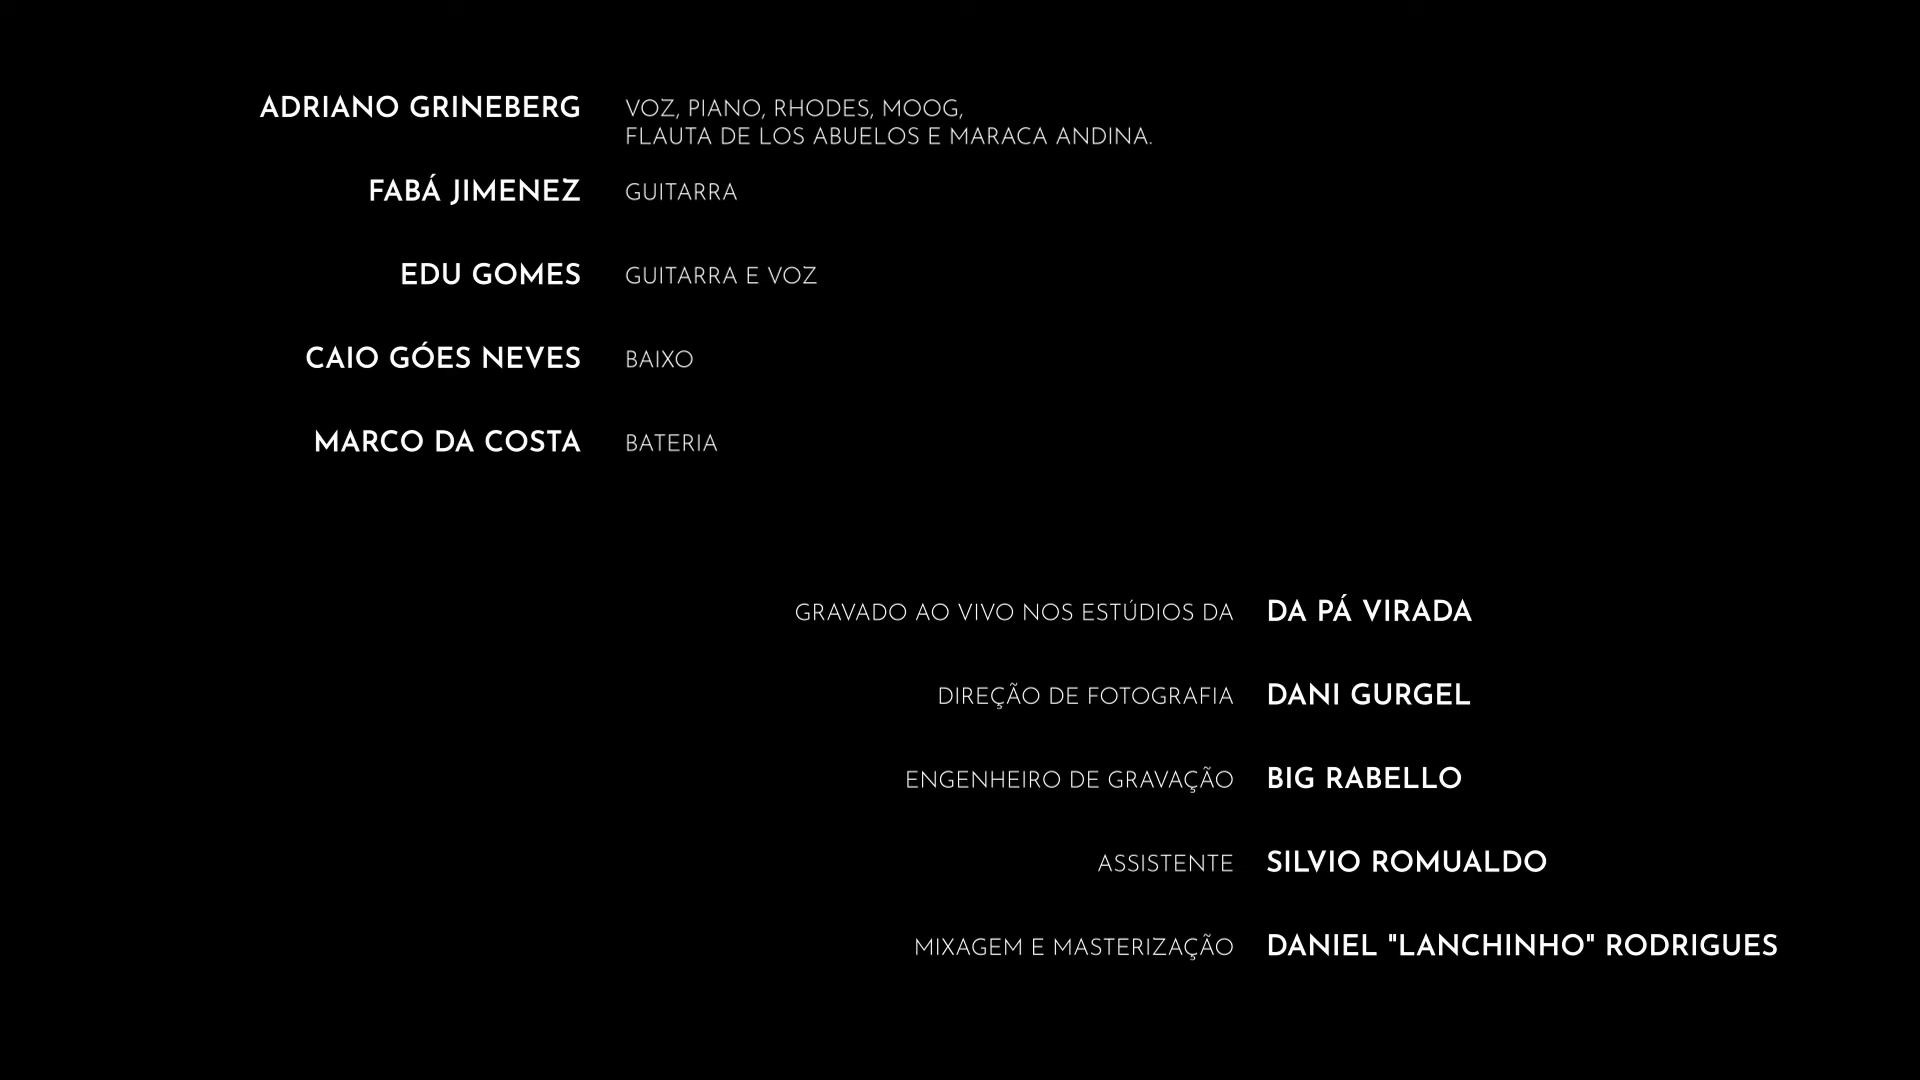 ADRIANO GRINEBERG VOZ, PIANO, RHODES, MOOG,
FLAUTA DE LOS ABUELOS E MARACA ANDINA.
FABÁ JIMENEZ GUITARRA
EDU GOMES GUITARRA E VOZ
CAIO GÓES NEVES BAIXO
MARCO DA COSTA BATERIA
GRAVADO AO VIVO NOS ESTÚDIOS DA DA PÁ VIRADA
DIREÇÃO DE FOTOGRAFIA DANI GURGEL
ENGENHEIRO DE GRAVAÇÃO BIG RABELLO
ASSISTENTE SILVIO ROMUALDO
MIXAGEM E MASTERIZAÇÃO DANIEL "LANCHINHO" RODRIGUES